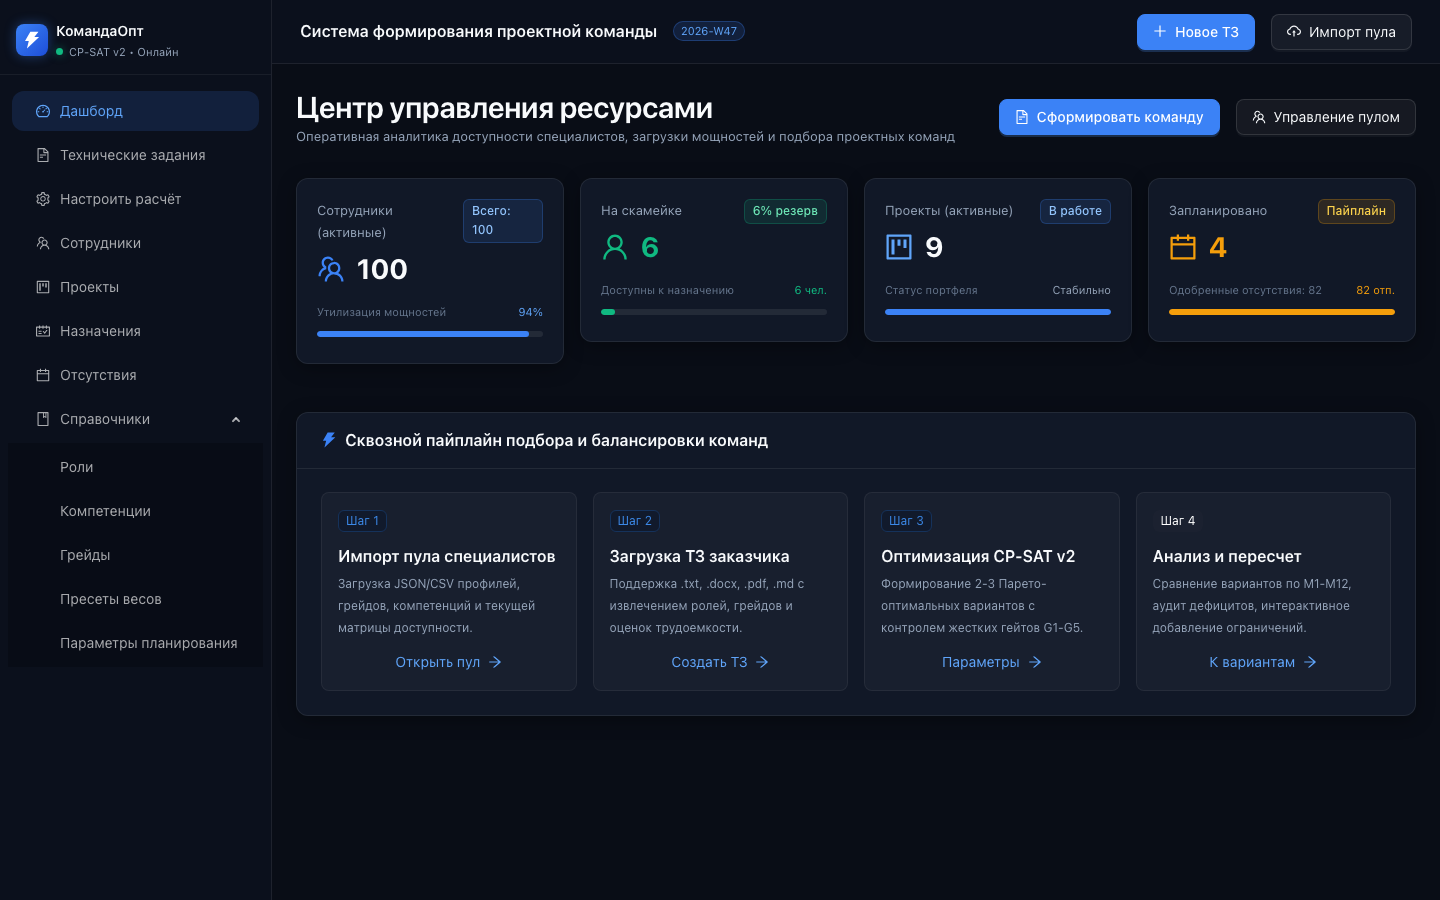 КомандаОпт
CP-SAT v2 • Онлайн
Дашборд
Технические задания
Настроить расчёт
Сотрудники
Проекты
Назначения
Отсутствия
Справочники
Роли
Компетенции
Грейды
Пресеты весов
Параметры планирования
Система формирования проектной команды
2026-W47
Новое ТЗ
Импорт пула
Центр управления ресурсами
Оперативная аналитика доступности специалистов, загрузки мощностей и подбора проектных команд
Сформировать команду
Управление пулом
Сотрудники
(активные)
Всего:
100
100
Утилизация мощностей
94%
На скамейке
6% резерв
6
Доступны к назначению
6 чел.
Проекты (активные)
В работе
9
Статус портфеля
Стабильно
Запланировано
Пайплайн
4
Одобренные отсутствия: 82
82 отп.
Сквозной пайплайн подбора и балансировки команд
Шаг 1
Импорт пула специалистов
Загрузка JSON/CSV профилей,
грейдов, компетенций и текущей
матрицы доступности.
Открыть пул
Шаг 2
Загрузка ТЗ заказчика
Поддержка .txt, .docx, .pdf, .md с
извлечением ролей, грейдов и
оценок трудоемкости.
Создать ТЗ
Шаг 3
Оптимизация CP-SAT v2
Формирование 2-3 Парето-
оптимальных вариантов с
контролем жестких гейтов G1-G5.
Параметры
Шаг 4
Анализ и пересчет
Сравнение вариантов по M1-M12,
аудит дефицитов, интерактивное
добавление ограничений.
К вариантам